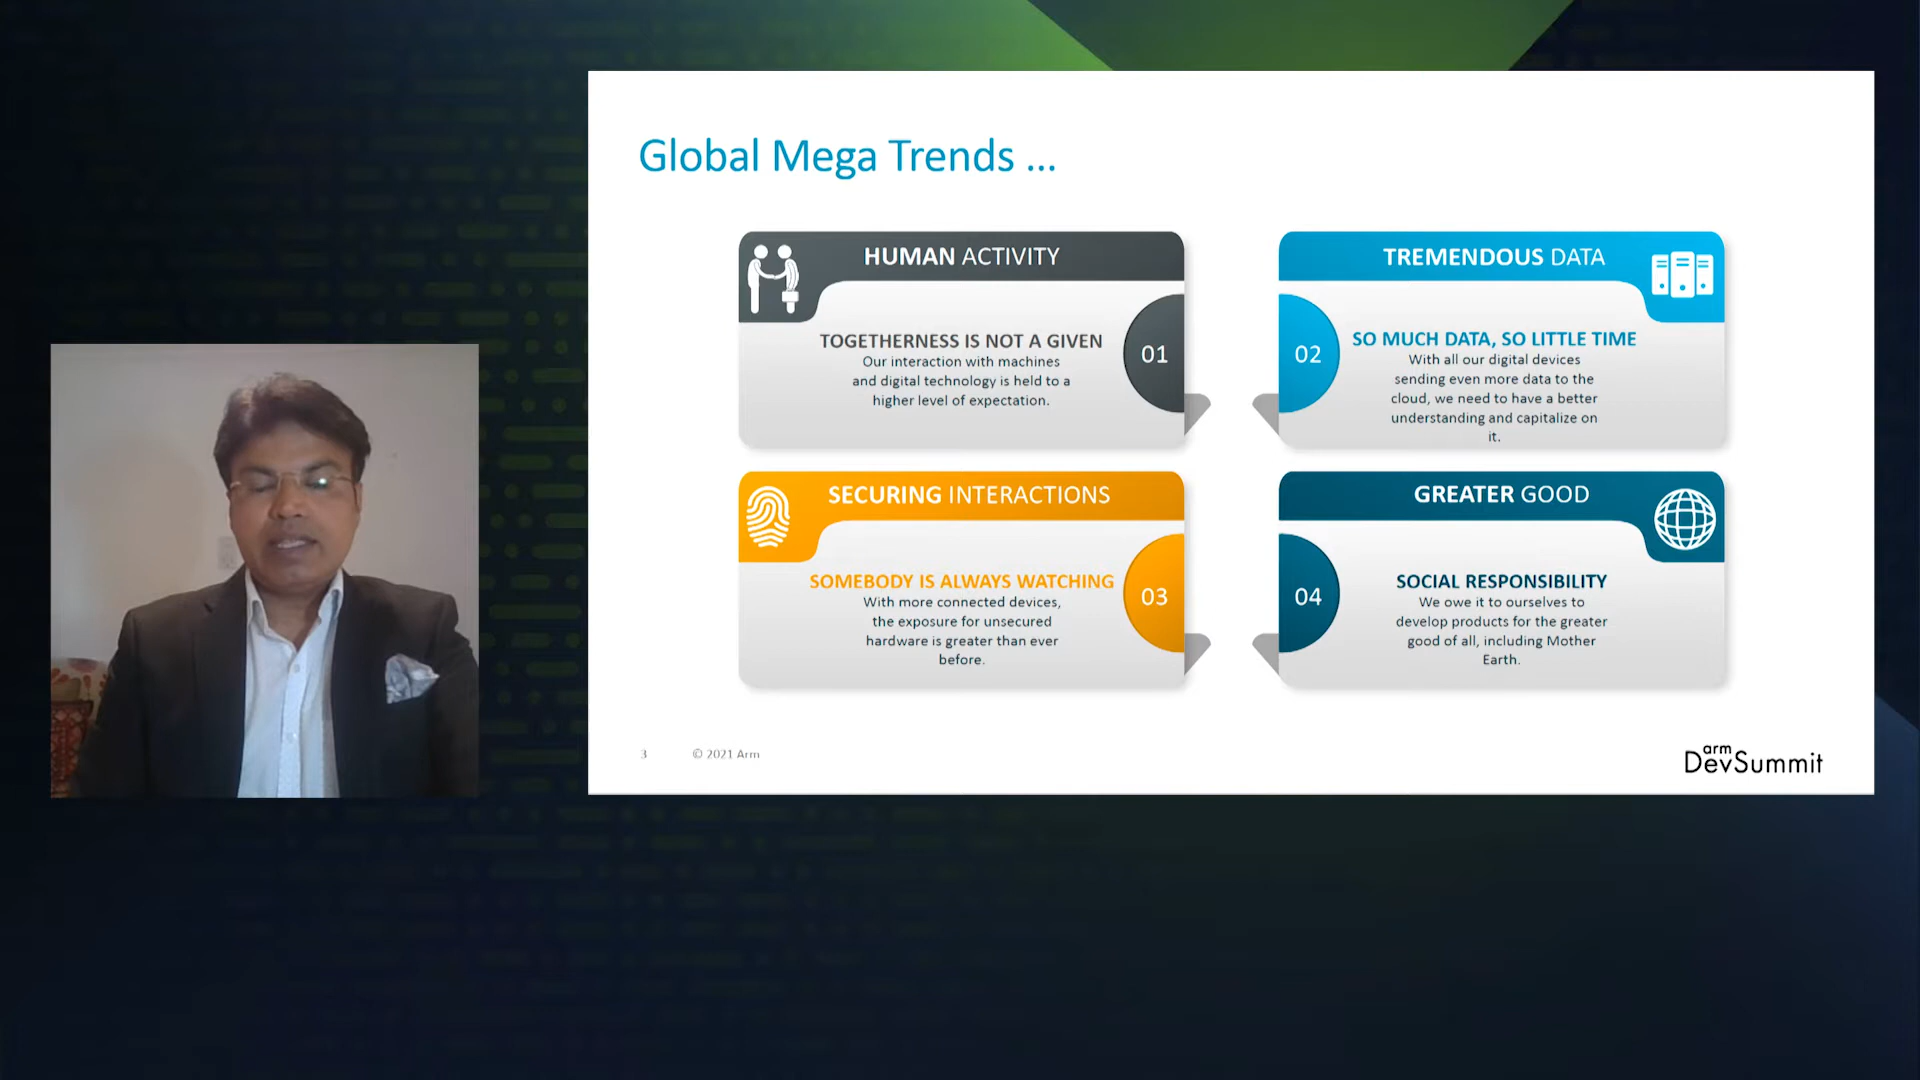 Global Mega Trends ...
HUMAN ACTIVITY
TOGETHERNESS IS NOT A GIVEN
Our interaction with machines
and digital technology is held to a
higher level of expectation.
01
TREMENDOUS DATA
02
SO MUCH DATA, SO LITTLE TIME
With all our digital devices
sending even more data to the
cloud, we need to have a better
understanding and capitalize on
it.
SECURING INTERACTIONS
SOMEBODY IS ALWAYS WATCHING
With more connected devices,
the exposure for unsecured
hardware is greater than ever
before.
03
GREATER GOOD
04
SOCIAL RESPONSIBILITY
We owe it to ourselves to
develop products for the greater
good of all, including Mother
Earth.
3
© 2021 Arm
arm
DevSummit